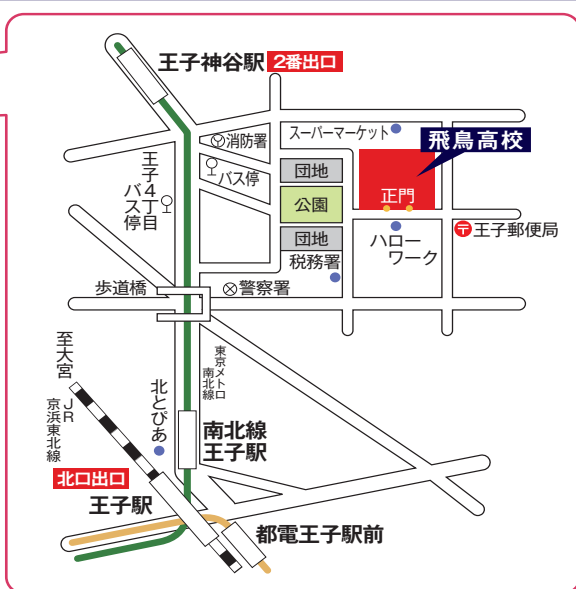 王子神谷駅 2番出口
消防署
スーパーマーケット
飛鳥高校
バス停
団地
公園
団地
正門
王子4丁目
バス停
税務署
ハロー
ワーク
〒王子郵便局
歩道橋
警察署
至大宮
JR
京浜東北線
北とぴあ
東京メトロ
南北線
南北線
王子駅
北口出口
王子駅
都電王子駅前